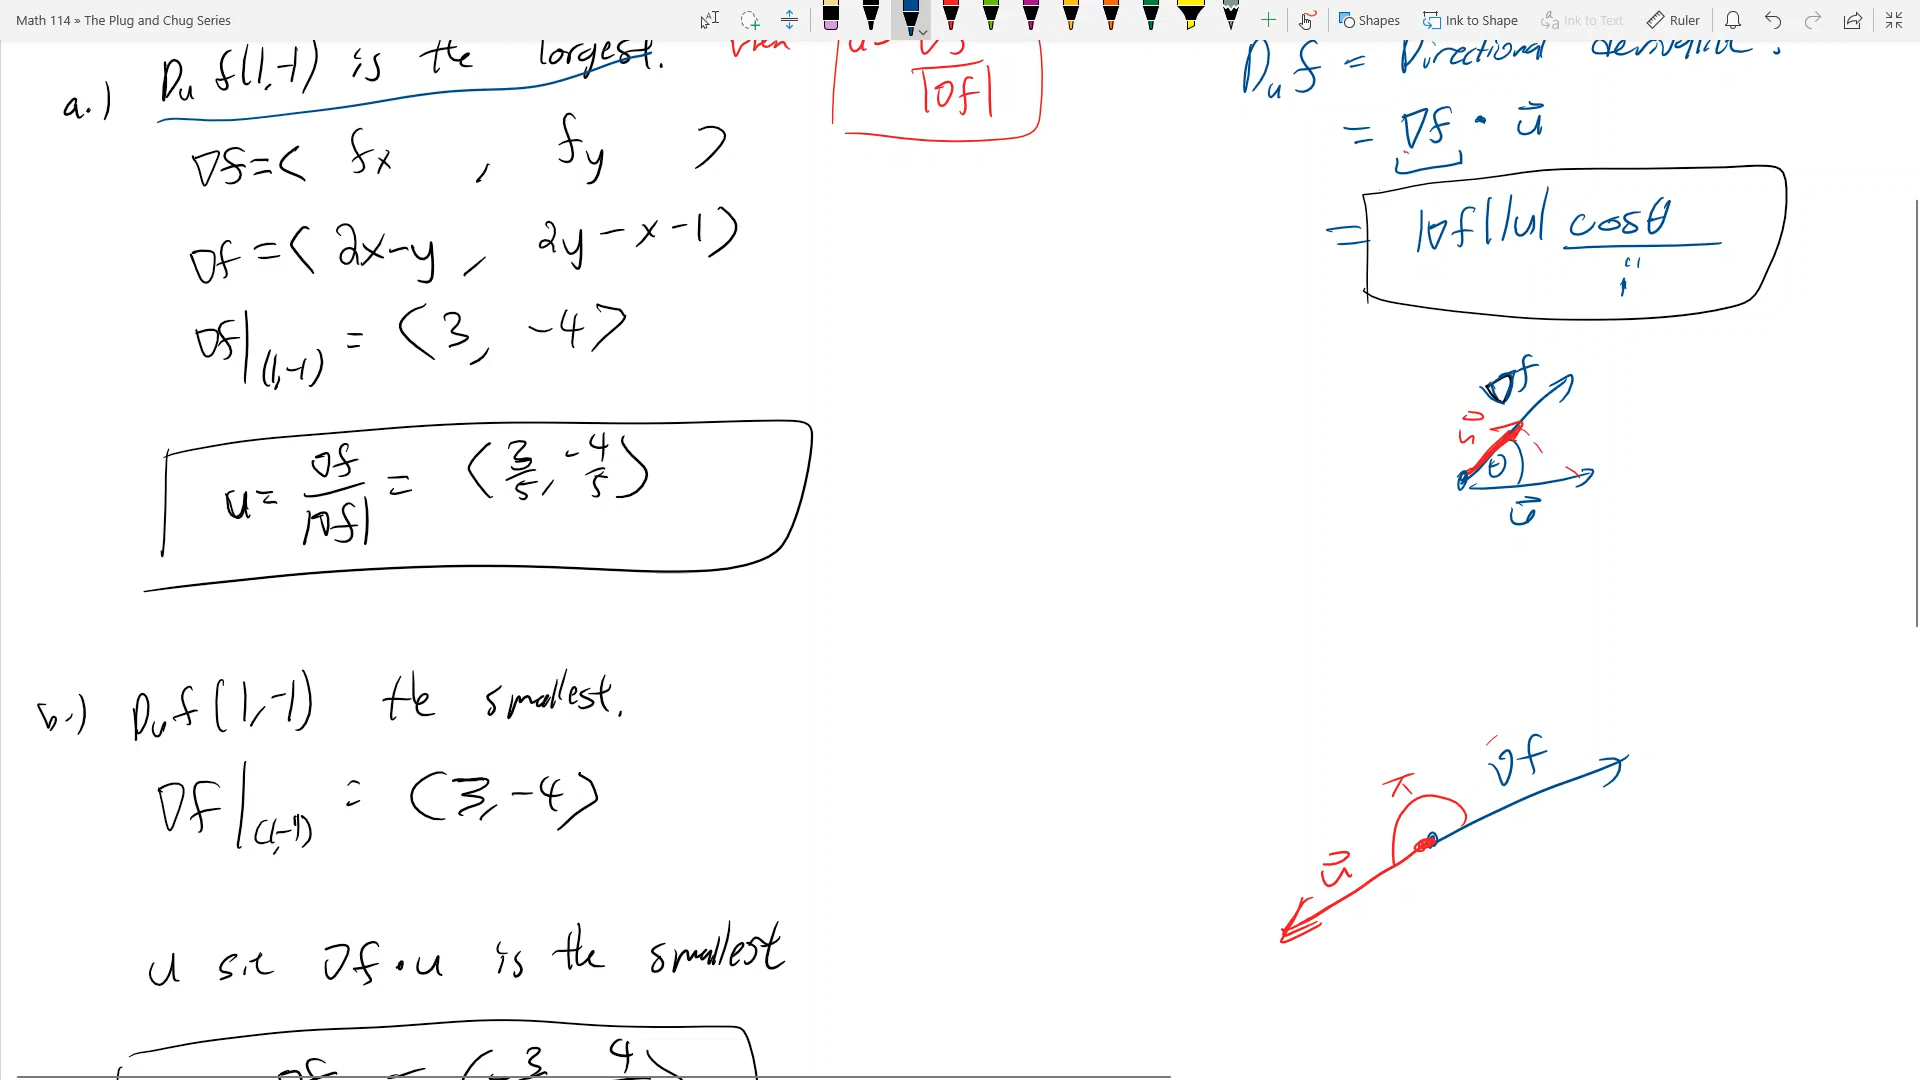 Math 114 » The Plug and Chug Series
Shapes
Ink to Shape
Ink to Text
Ruler
a.) Duf(1,-1) is the largest. then
|∇f|
∇f=< fx , fy >
∇f=< 2x-y , 2y-x-1>
∇f|(1,-1) = <3, -4>
u= ∇f/|∇f| = <3/5, -4/5>
b.) Duf(1,-1) the smallest.
∇f|(1,-1) = <3, -4>
u s.t ∇f·u is the smallest
Duf = Directional derivative.
= ∇f · u⃗
= |∇f||u| cosθ
∇f
u⃗
θ
u⃗
∇f
π
u⃗